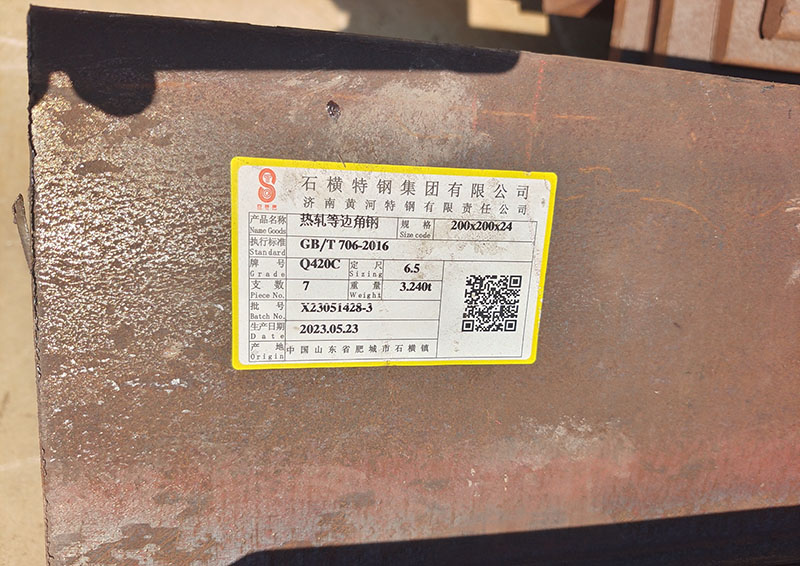 石横特钢集团有限公司
济南黄河特钢有限责任公司
产品名称 Name Goods 热轧等边角钢 规格 Size code 200x200x24
执行标准 Standard GB/T 706-2016
牌号 Grade Q420C 定尺 Sizing 6.5
支数 Piece No. 7 重量 Weight 3.240t
批号 Batch No. X23051428-3
生产日期 Date 2023.05.23
产地 Origin 中国山东省肥城市石横镇